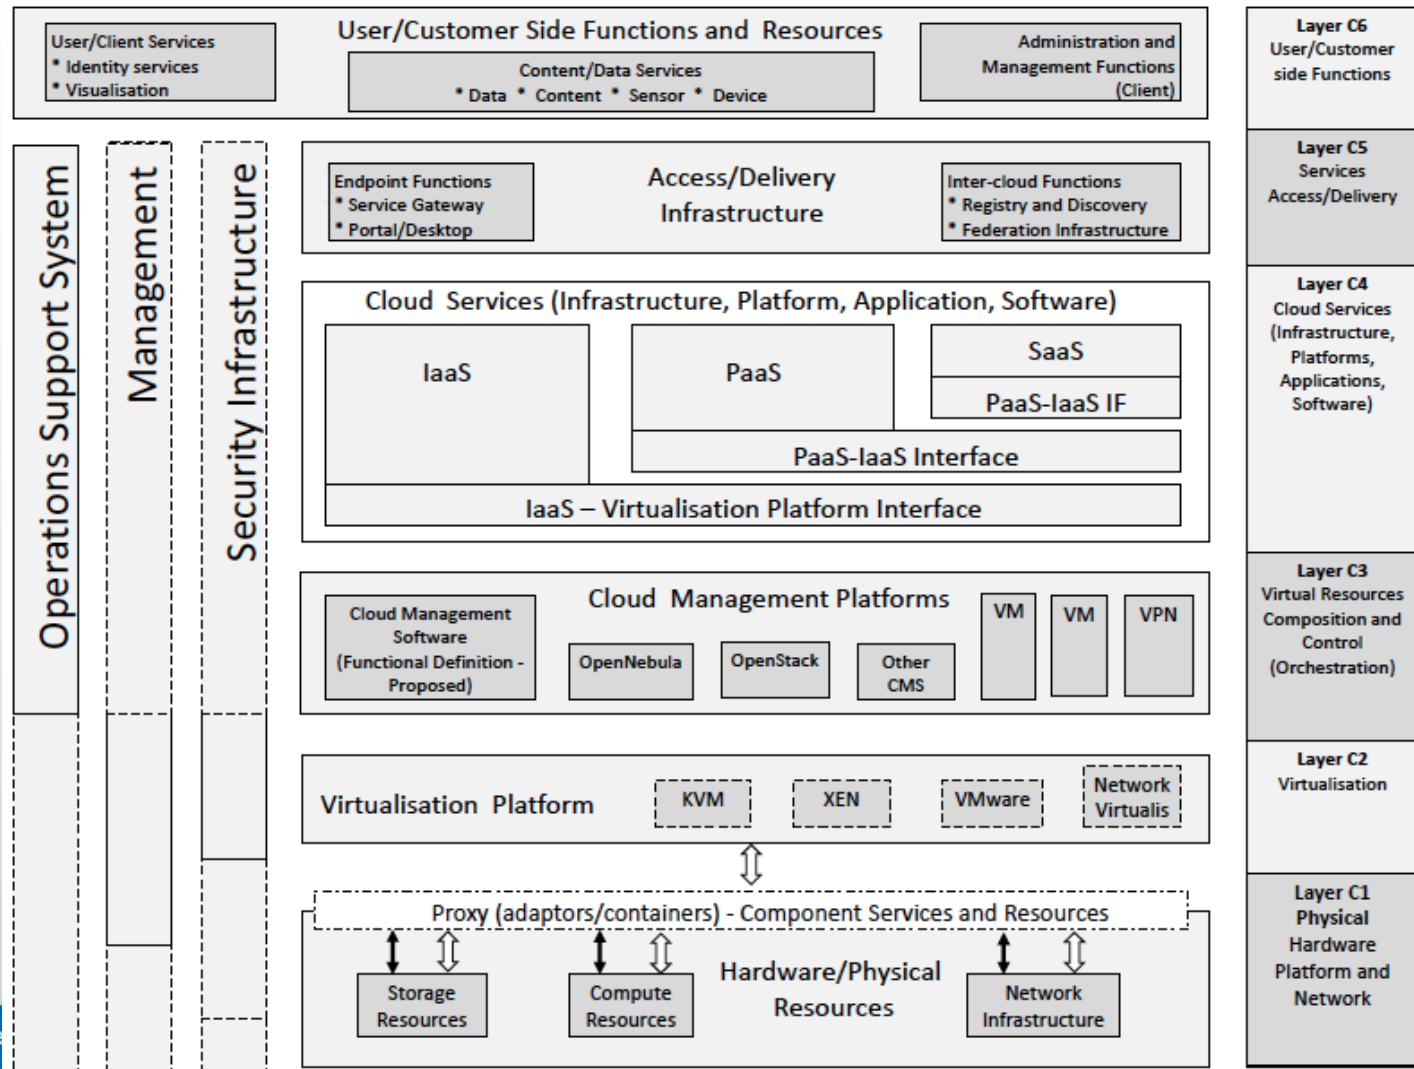 User/Customer Side Functions and Resources
User/Client Services
* Identity services
* Visualisation
Content/Data Services
* Data * Content * Sensor * Device
Administration and
Management Functions
(Client)
Layer C6
User/Customer
side Functions
Operations Support System
Management
Security Infrastructure
Endpoint Functions
* Service Gateway
* Portal/Desktop
Access/Delivery
Infrastructure
Inter-cloud Functions
* Registry and Discovery
* Federation Infrastructure
Layer C5
Services
Access/Delivery
Cloud Services (Infrastructure, Platform, Application, Software)
IaaS
PaaS
SaaS
PaaS-IaaS IF
PaaS-IaaS Interface
IaaS – Virtualisation Platform Interface
Layer C4
Cloud Services
(Infrastructure,
Platforms,
Applications,
Software)
Cloud Management Platforms
Cloud Management
Software
(Functional Definition -
Proposed)
OpenNebula
OpenStack
Other
CMS
VM
VM
VPN
Layer C3
Virtual Resources
Composition and
Control
(Orchestration)
Virtualisation Platform
KVM
XEN
VMware
Network
Virtualis
Layer C2
Virtualisation
Proxy (adaptors/containers) - Component Services and Resources
Hardware/Physical
Resources
Storage
Resources
Compute
Resources
Network
Infrastructure
Layer C1
Physical
Hardware
Platform and
Network